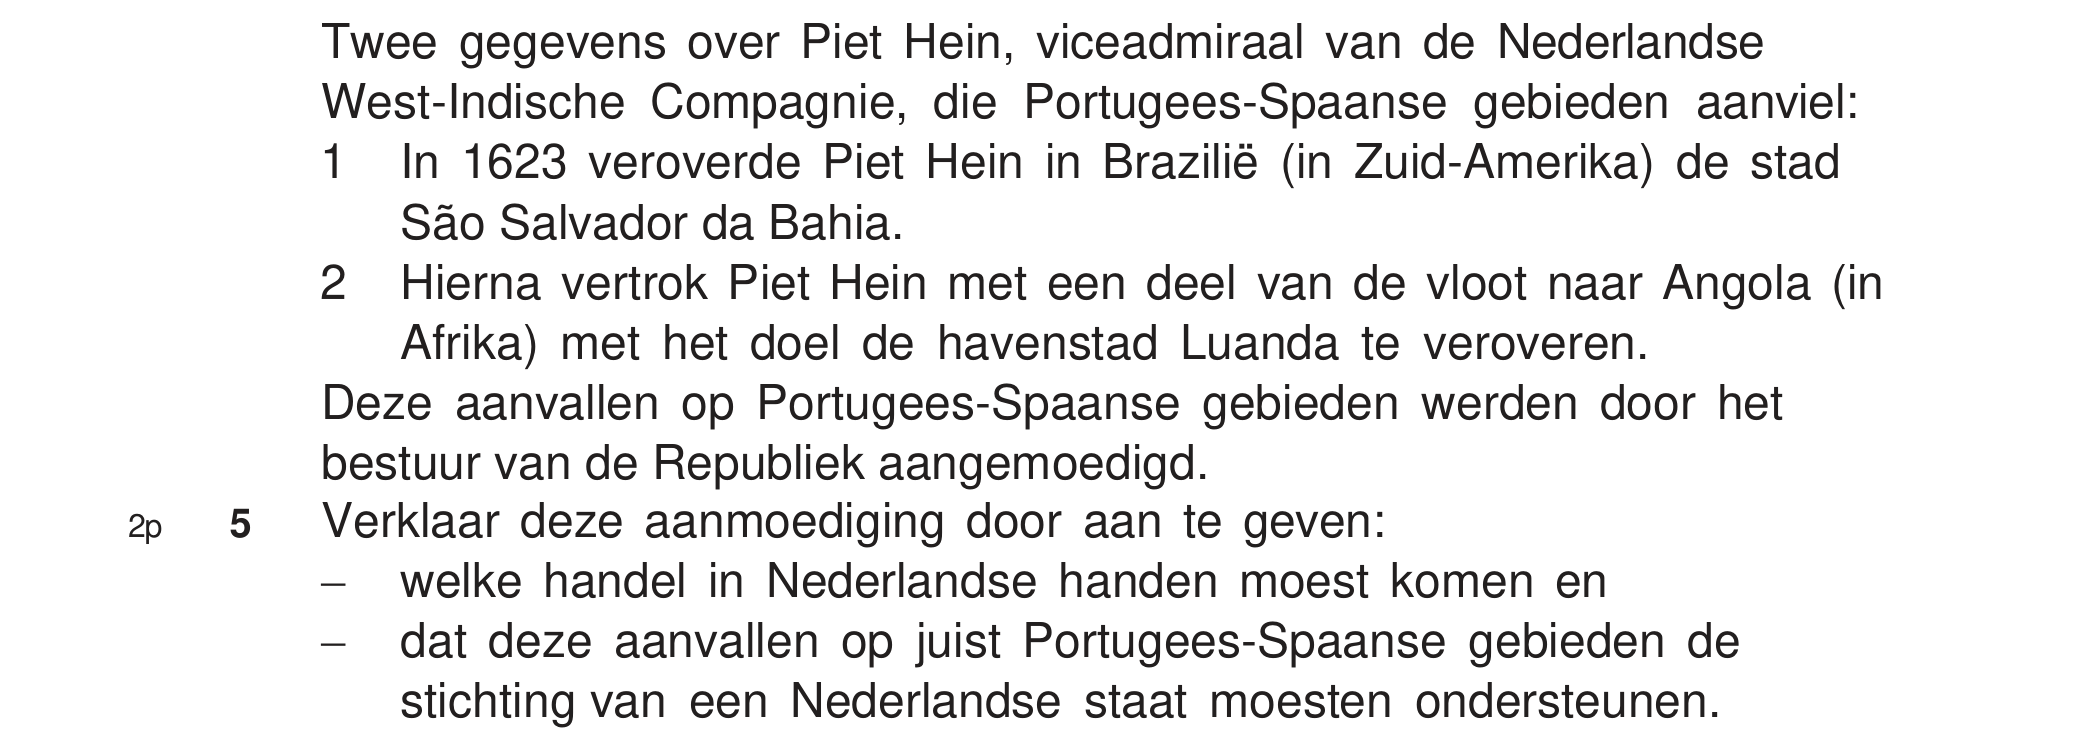 Twee gegevens over Piet Hein, viceadmiraal van de Nederlandse
West-Indische Compagnie, die Portugees-Spaanse gebieden aanviel:
1 In 1623 veroverde Piet Hein in Brazilië (in Zuid-Amerika) de stad
São Salvador da Bahia.
2 Hierna vertrok Piet Hein met een deel van de vloot naar Angola (in
Afrika) met het doel de havenstad Luanda te veroveren.
Deze aanvallen op Portugees-Spaanse gebieden werden door het
bestuur van de Republiek aangemoedigd.
2p 5 Verklaar deze aanmoediging door aan te geven:
– welke handel in Nederlandse handen moest komen en
– dat deze aanvallen op juist Portugees-Spaanse gebieden de
stichting van een Nederlandse staat moesten ondersteunen.